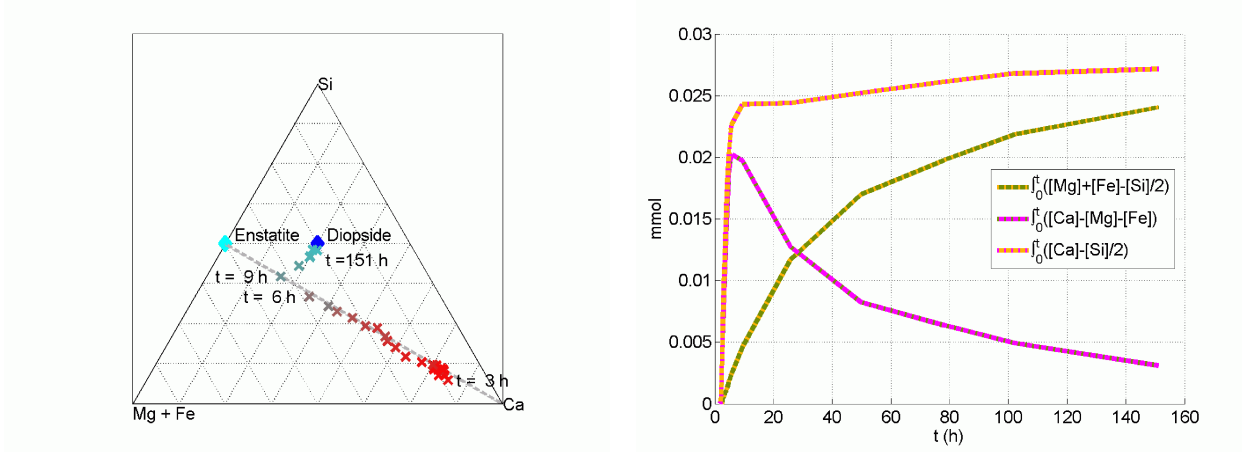 Si
Enstatite
Diopside
t =151 h
t = 9 h
t = 6 h
t = 3 h
Mg + Fe
Ca
0.03
0.025
0.02
0.015
0.01
0.005
0
mmol
0 20 40 60 80 100 120 140 160
t (h)
∫₀ᵗ([Mg]+[Fe]-[Si]/2)
∫₀ᵗ([Ca]-[Mg]-[Fe])
∫₀ᵗ([Ca]-[Si]/2)